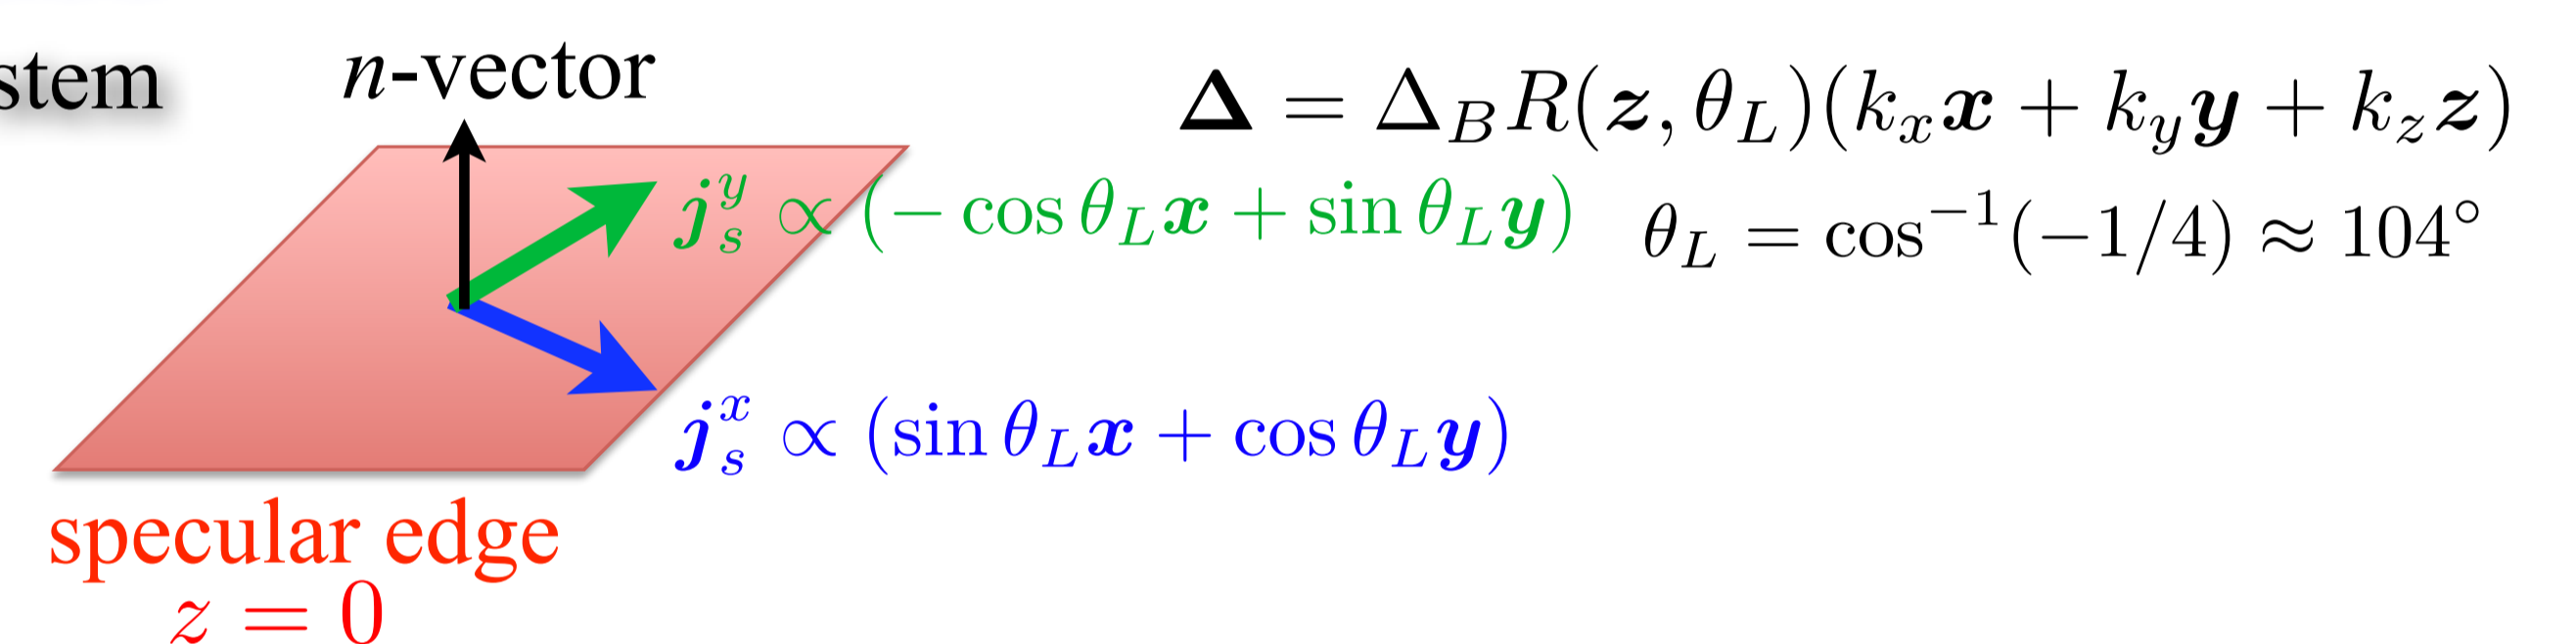 stem
n-vector
𝚫 = Δ_B R(𝒛, θ_L)(k_x 𝒙 + k_y 𝒚 + k_z 𝒛)
𝒋_s^y ∝ (− cos θ_L 𝒙 + sin θ_L 𝒚)
θ_L = cos⁻¹(−1/4) ≈ 104°
𝒋_s^x ∝ (sin θ_L 𝒙 + cos θ_L 𝒚)
specular edge
z = 0